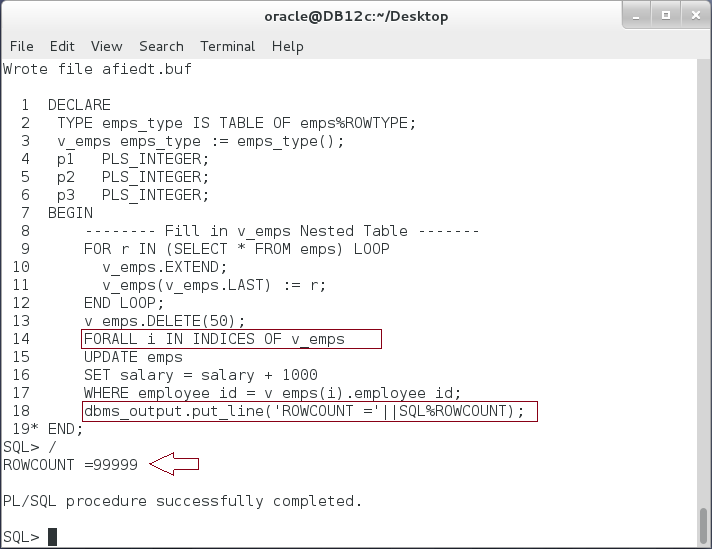 oracle@DB12c:~/Desktop
File Edit View Search Terminal Help
Wrote file afiedt.buf
1 DECLARE
2 TYPE emps_type IS TABLE OF emps%ROWTYPE;
3 v_emps emps_type := emps_type();
4 p1 PLS_INTEGER;
5 p2 PLS_INTEGER;
6 p3 PLS_INTEGER;
7 BEGIN
8 -------- Fill in v_emps Nested Table -------
9 FOR r IN (SELECT * FROM emps) LOOP
10 v_emps.EXTEND;
11 v_emps(v_emps.LAST) := r;
12 END LOOP;
13 v_emps.DELETE(50);
14 FORALL i IN INDICES OF v_emps
15 UPDATE emps
16 SET salary = salary + 1000
17 WHERE employee_id = v_emps(i).employee_id;
18 dbms_output.put_line('ROWCOUNT ='||SQL%ROWCOUNT);
19* END;
SQL> /
ROWCOUNT =99999
PL/SQL procedure successfully completed.
SQL>